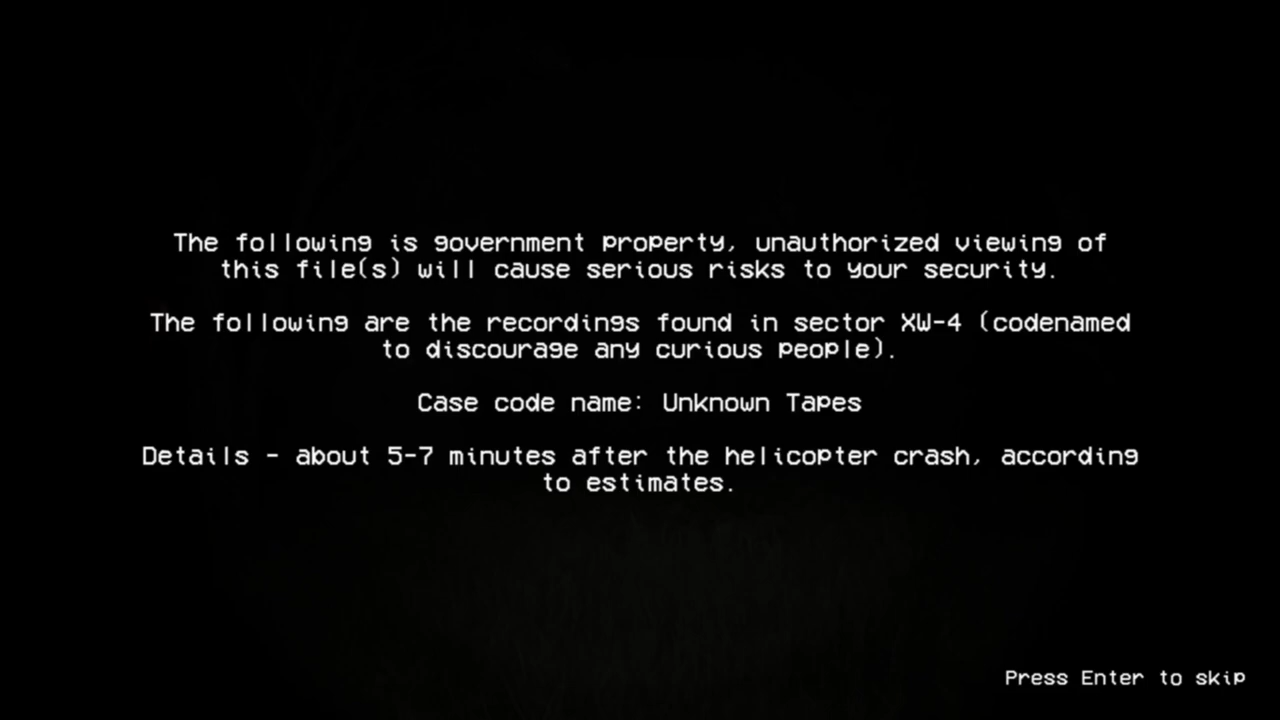 The following is government property, unauthorized viewing of
this file(s) will cause serious risks to your security.
The following are the recordings found in sector XW-4 (codenamed
to discourage any curious people).
Case code name: Unknown Tapes
Details - about 5-7 minutes after the helicopter crash, according
to estimates.
Press Enter to skip